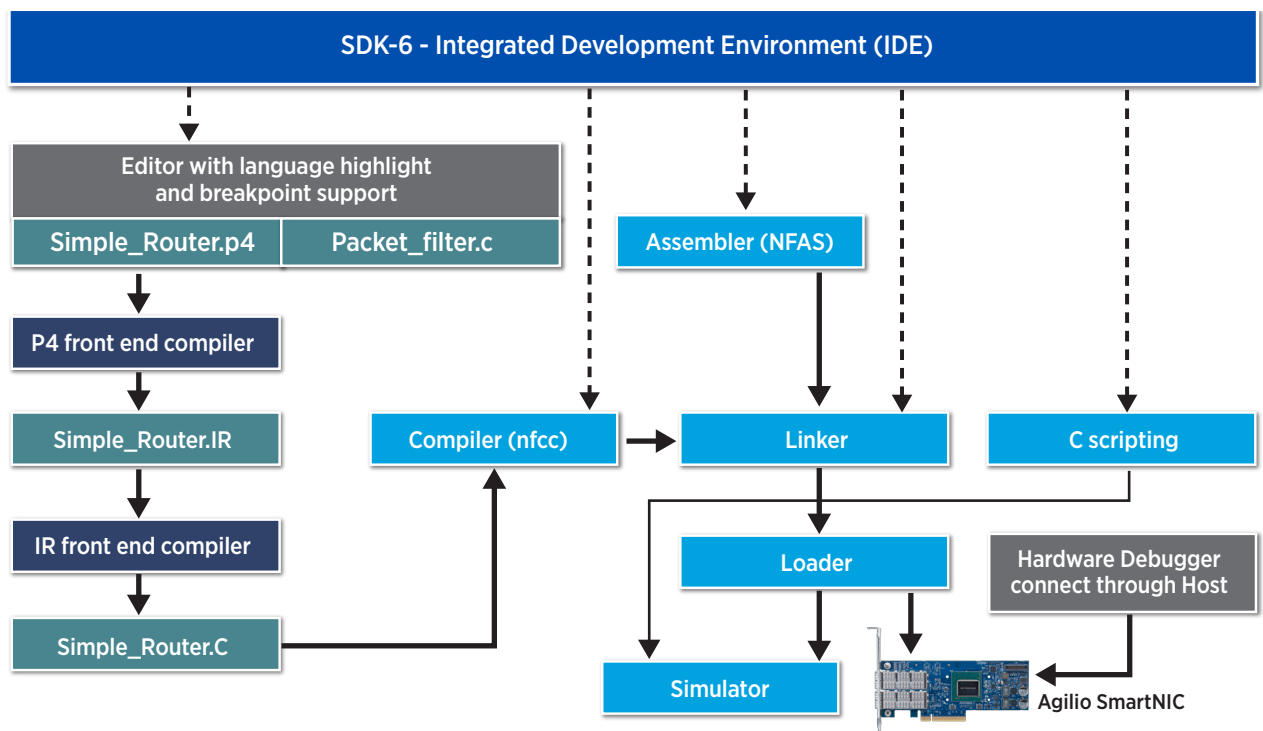 SDK-6 - Integrated Development Environment (IDE)
Editor with language highlight
and breakpoint support
Simple_Router.p4
Packet_filter.c
Assembler (NFAS)
P4 front end compiler
Simple_Router.IR
Compiler (nfcc)
Linker
C scripting
IR front end compiler
Loader
Hardware Debugger
connect through Host
Simple_Router.C
Simulator
Agilio SmartNIC